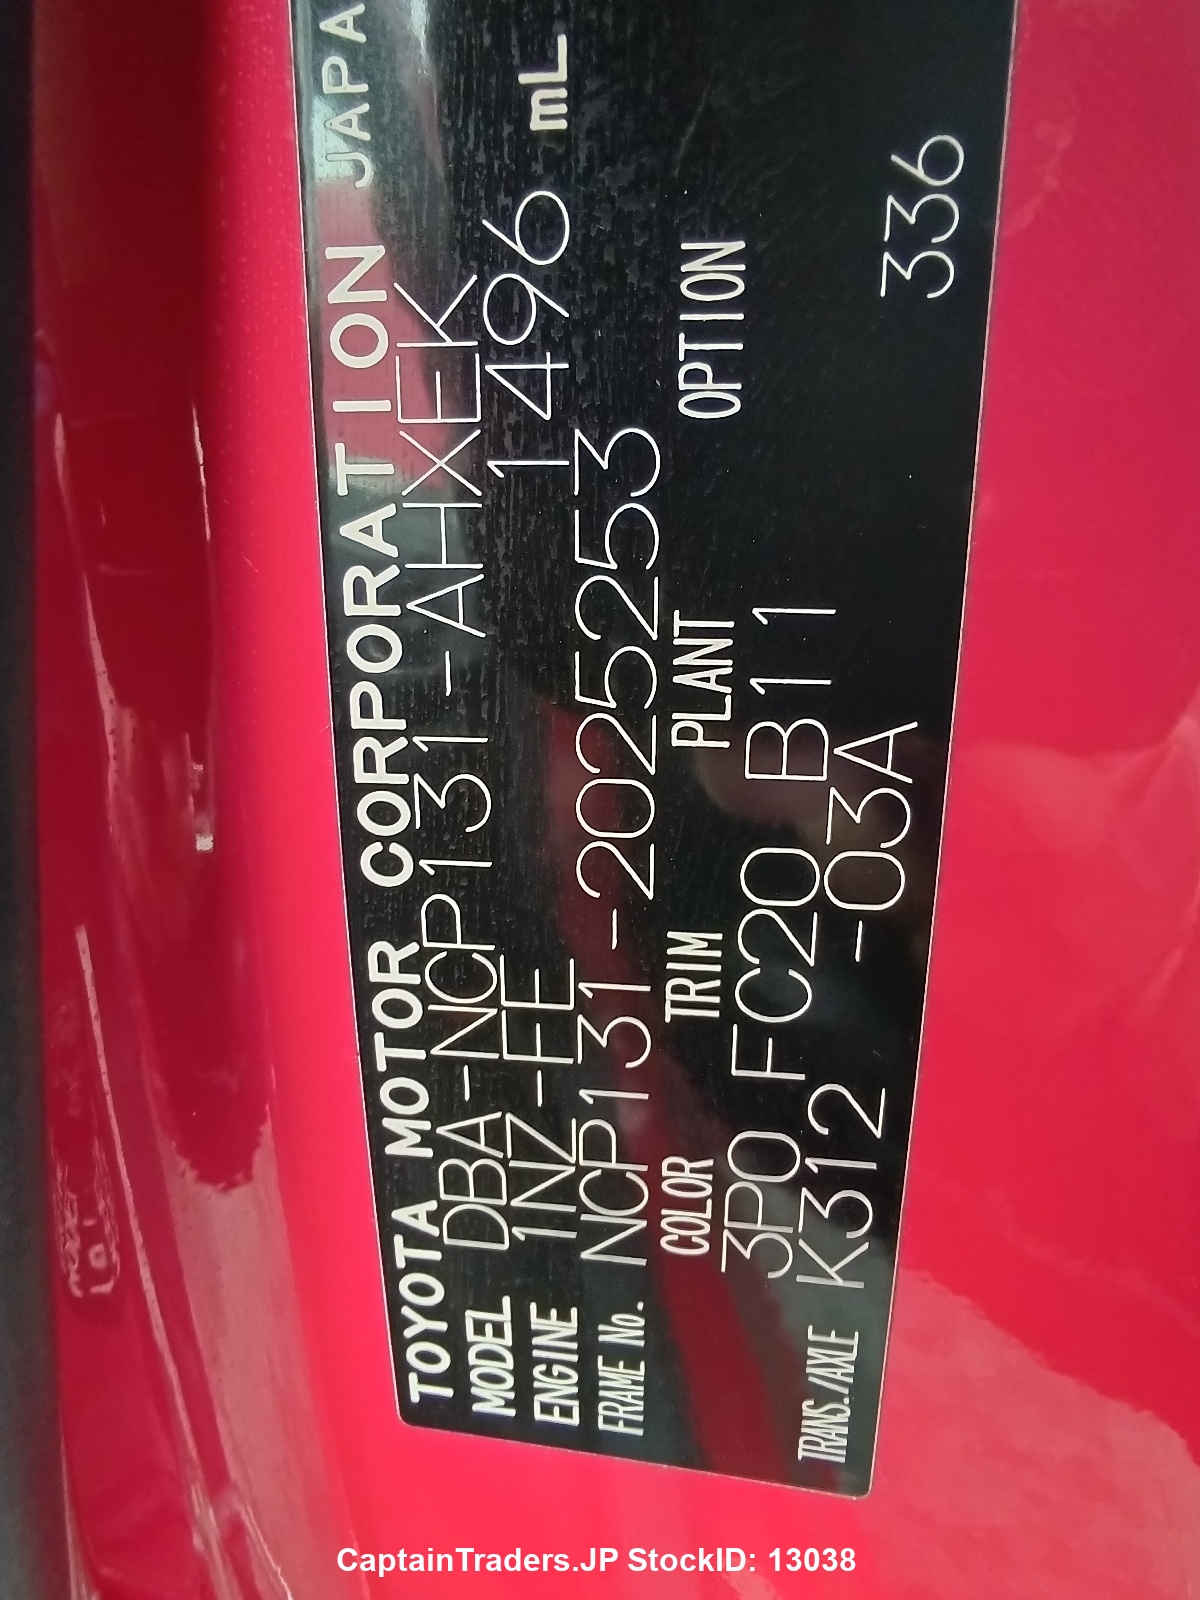 TOYOTA MOTOR CORPORATION JAPA
MODEL DBA-NCP131-AHXEK
ENGINE 1NZ-FE 1496 mL
FRAME No. NCP131-2025253
COLOR TRIM PLANT OPTION
3P0 FC20 B11
TRANS./AXLE K312 -03A 336
CaptainTraders.JP StockID: 13038